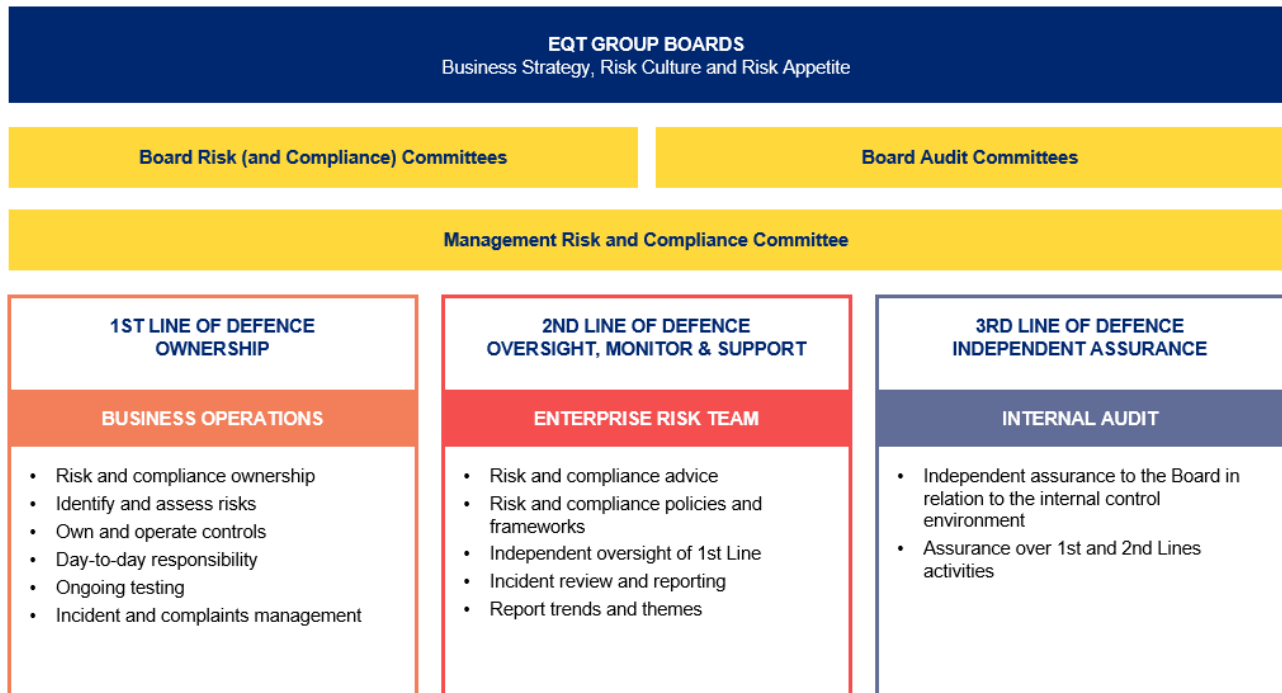 EQT GROUP BOARDS
Business Strategy, Risk Culture and Risk Appetite
Board Risk (and Compliance) Committees
Board Audit Committees
Management Risk and Compliance Committee
1ST LINE OF DEFENCE
OWNERSHIP
BUSINESS OPERATIONS
• Risk and compliance ownership
• Identify and assess risks
• Own and operate controls
• Day-to-day responsibility
• Ongoing testing
• Incident and complaints management
2ND LINE OF DEFENCE
OVERSIGHT, MONITOR & SUPPORT
ENTERPRISE RISK TEAM
• Risk and compliance advice
• Risk and compliance policies and
frameworks
• Independent oversight of 1st Line
• Incident review and reporting
• Report trends and themes
3RD LINE OF DEFENCE
INDEPENDENT ASSURANCE
INTERNAL AUDIT
• Independent assurance to the Board in
relation to the internal control
environment
• Assurance over 1st and 2nd Lines
activities